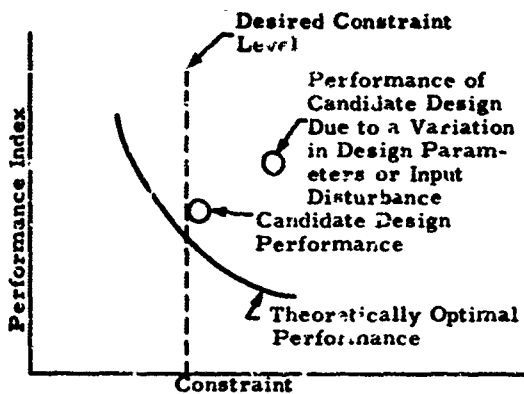 Desired Constraint
Level
Performance of
Candidate Design
Due to a Variation
in Design Param-
eters or Input
Disturbance
Candidate Design
Performance
Theoretically Optimal
Performance
Constraint
Performance Index